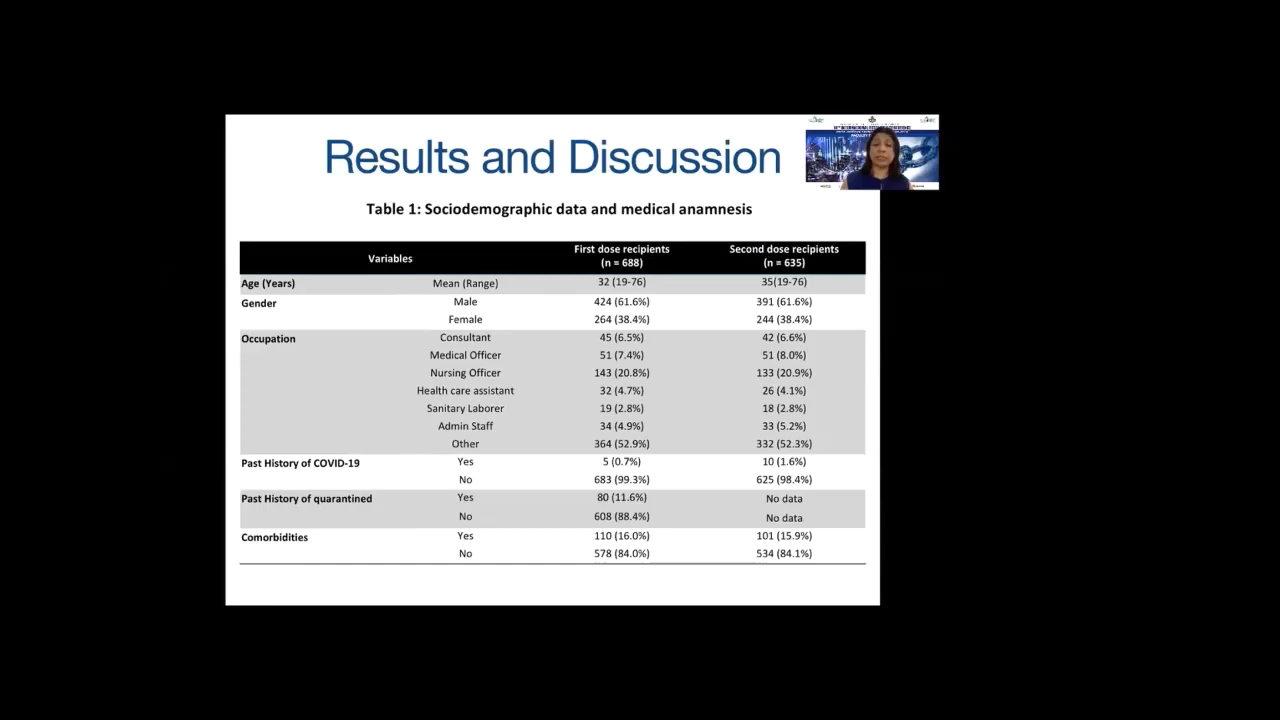 Results and Discussion
Table 1: Sociodemographic data and medical anamnesis
Variables First dose recipients (n = 688) Second dose recipients (n = 635)
Age (Years) Mean (Range) 32 (19-76) 35(19-76)
Gender Male 424 (61.6%) 391 (61.6%)
Female 264 (38.4%) 244 (38.4%)
Occupation Consultant 45 (6.5%) 42 (6.6%)
Medical Officer 51 (7.4%) 51 (8.0%)
Nursing Officer 143 (20.8%) 133 (20.9%)
Health care assistant 32 (4.7%) 26 (4.1%)
Sanitary Laborer 19 (2.8%) 18 (2.8%)
Admin Staff 34 (4.9%) 33 (5.2%)
Other 364 (52.9%) 332 (52.3%)
Past History of COVID-19 Yes 5 (0.7%) 10 (1.6%)
No 683 (99.3%) 625 (98.4%)
Past History of quarantined Yes 80 (11.6%) No data
No 608 (88.4%) No data
Comorbidities Yes 110 (16.0%) 101 (15.9%)
No 578 (84.0%) 534 (84.1%)